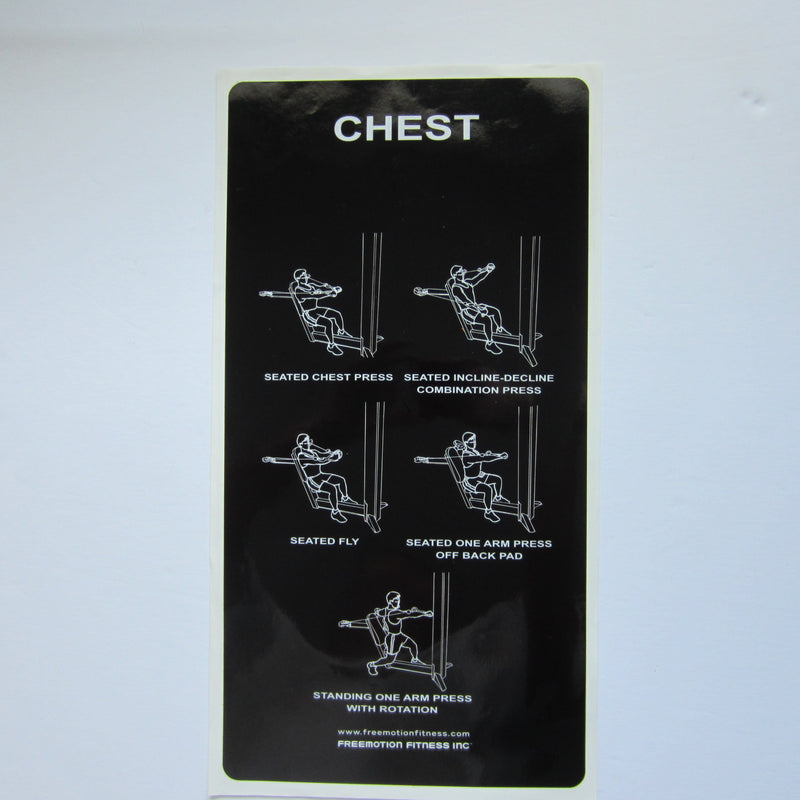 CHEST
SEATED CHEST PRESS
SEATED INCLINE-DECLINE
COMBINATION PRESS
SEATED FLY
SEATED ONE ARM PRESS
OFF BACK PAD
STANDING ONE ARM PRESS
WITH ROTATION
www.freemotionfitness.com
FREEMOTION FITNESS INC